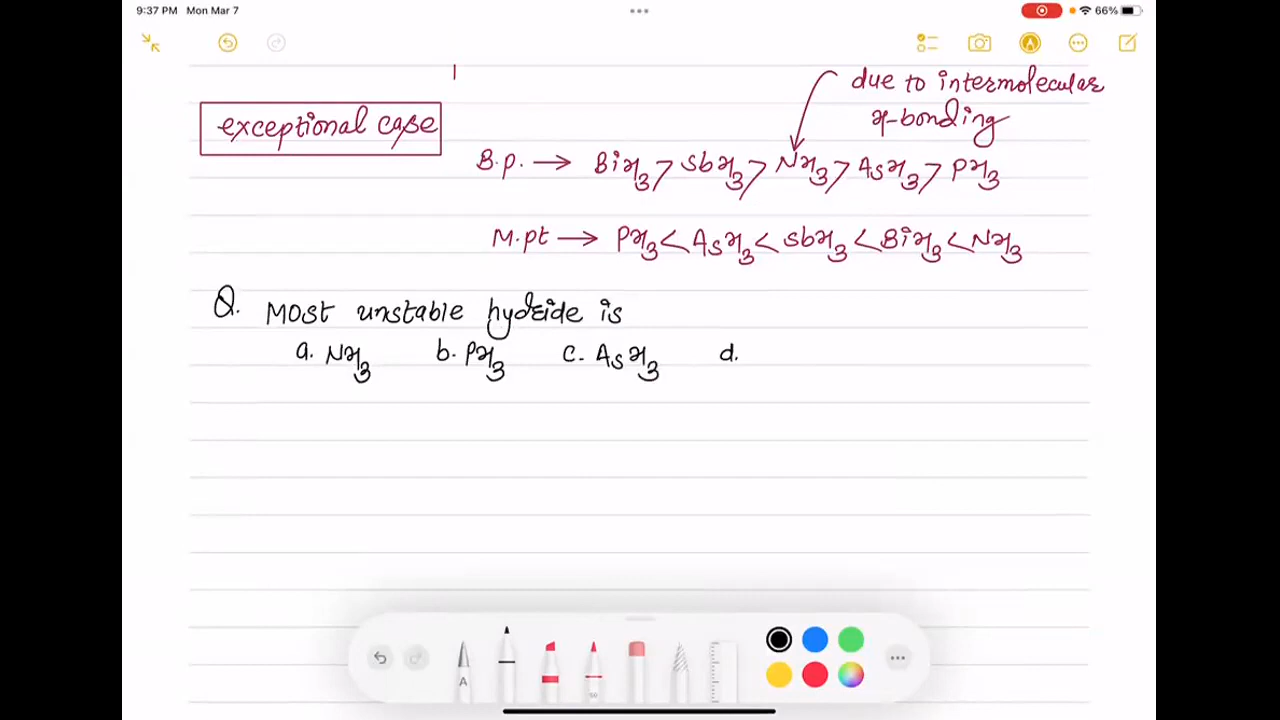 9:37 PM Mon Mar 7
66%
due to intermolecular
H-bonding
exceptional case
B.p. → BiH3 > SbH3 > NH3 > AsH3 > PH3
M.pt → PH3 < AsH3 < SbH3 < BiH3 < NH3
Q. Most unstable hydride is
a. NH3 b. PH3 c. AsH3 d.
A
50